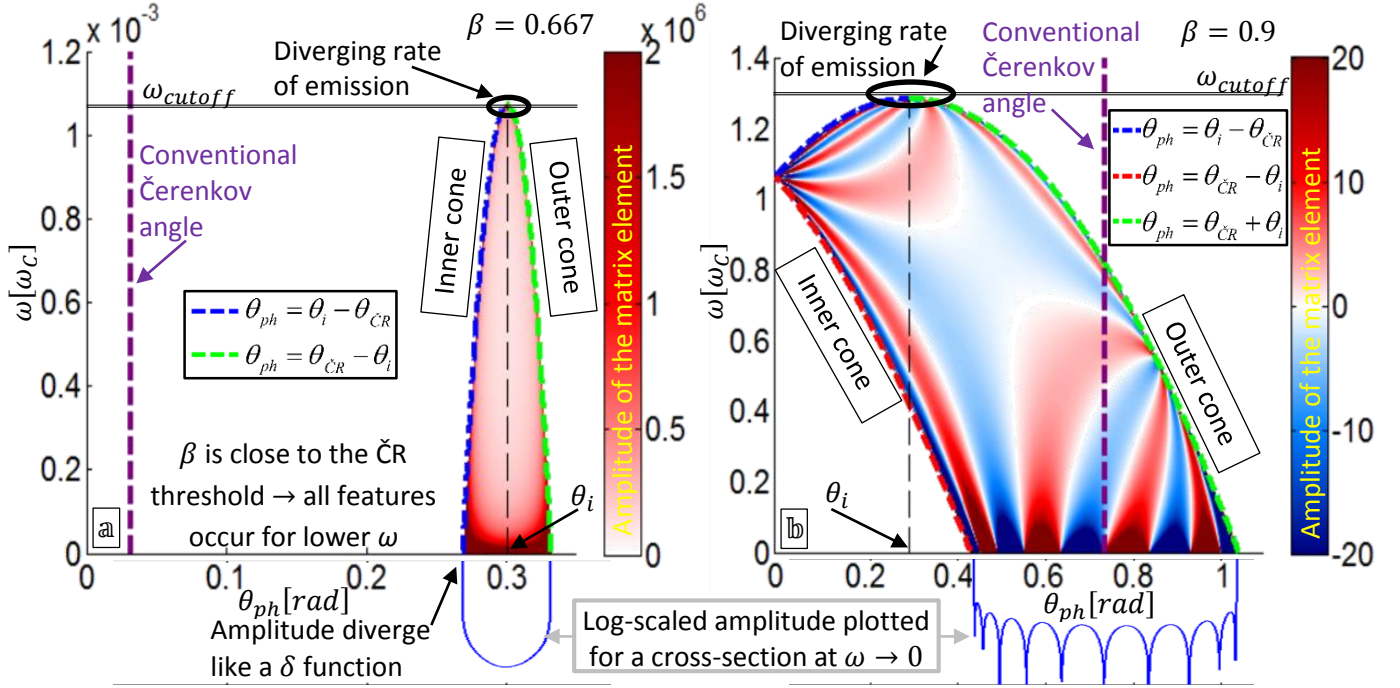 × 10⁻³
β = 0.667
× 10⁶
Diverging rate
of emission
ω_cutoff
Conventional
Čerenkov
angle
Inner cone
Outer cone
θ_ph = θ_i − θ_ČR
θ_ph = θ_ČR − θ_i
β is close to the ČR
threshold → all features
occur for lower ω
θ_i
a
ω[ω_C]
1.2
1
0.8
0.6
0.4
0.2
0
0
0.1
0.2
0.3
θ_ph[rad]
Amplitude of the matrix element
2
1.5
1
0.5
0
Amplitude diverge
like a δ function
Log-scaled amplitude plotted
for a cross-section at ω → 0
Diverging rate
of emission
Conventional
Čerenkov
angle
β = 0.9
ω_cutoff
θ_ph = θ_i − θ_ČR
θ_ph = θ_ČR − θ_i
θ_ph = θ_ČR + θ_i
Inner cone
Outer cone
θ_i
b
ω[ω_C]
1.4
1.2
1
0.8
0.6
0.4
0.2
0
0
0.2
0.4
0.6
0.8
1
θ_ph[rad]
Amplitude of the matrix element
20
10
0
-10
-20